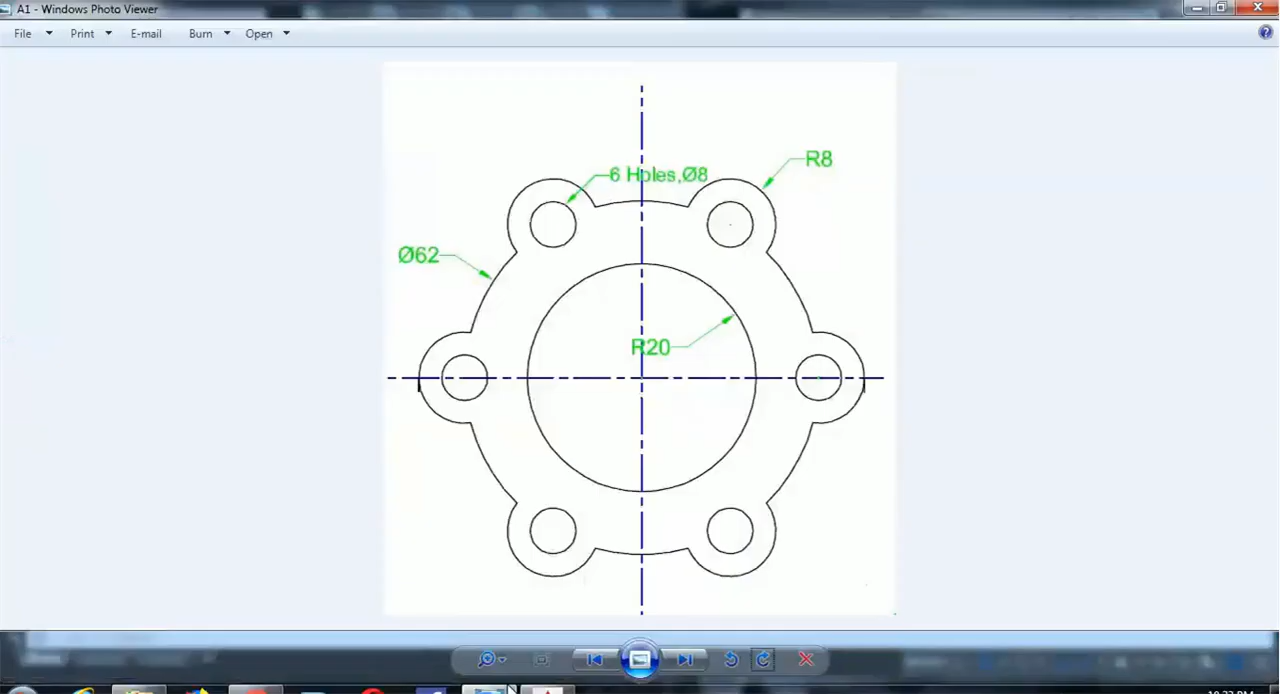 A1 - Windows Photo Viewer
File Print E-mail Burn Open
R8
6 Holes,Ø8
Ø62
R20